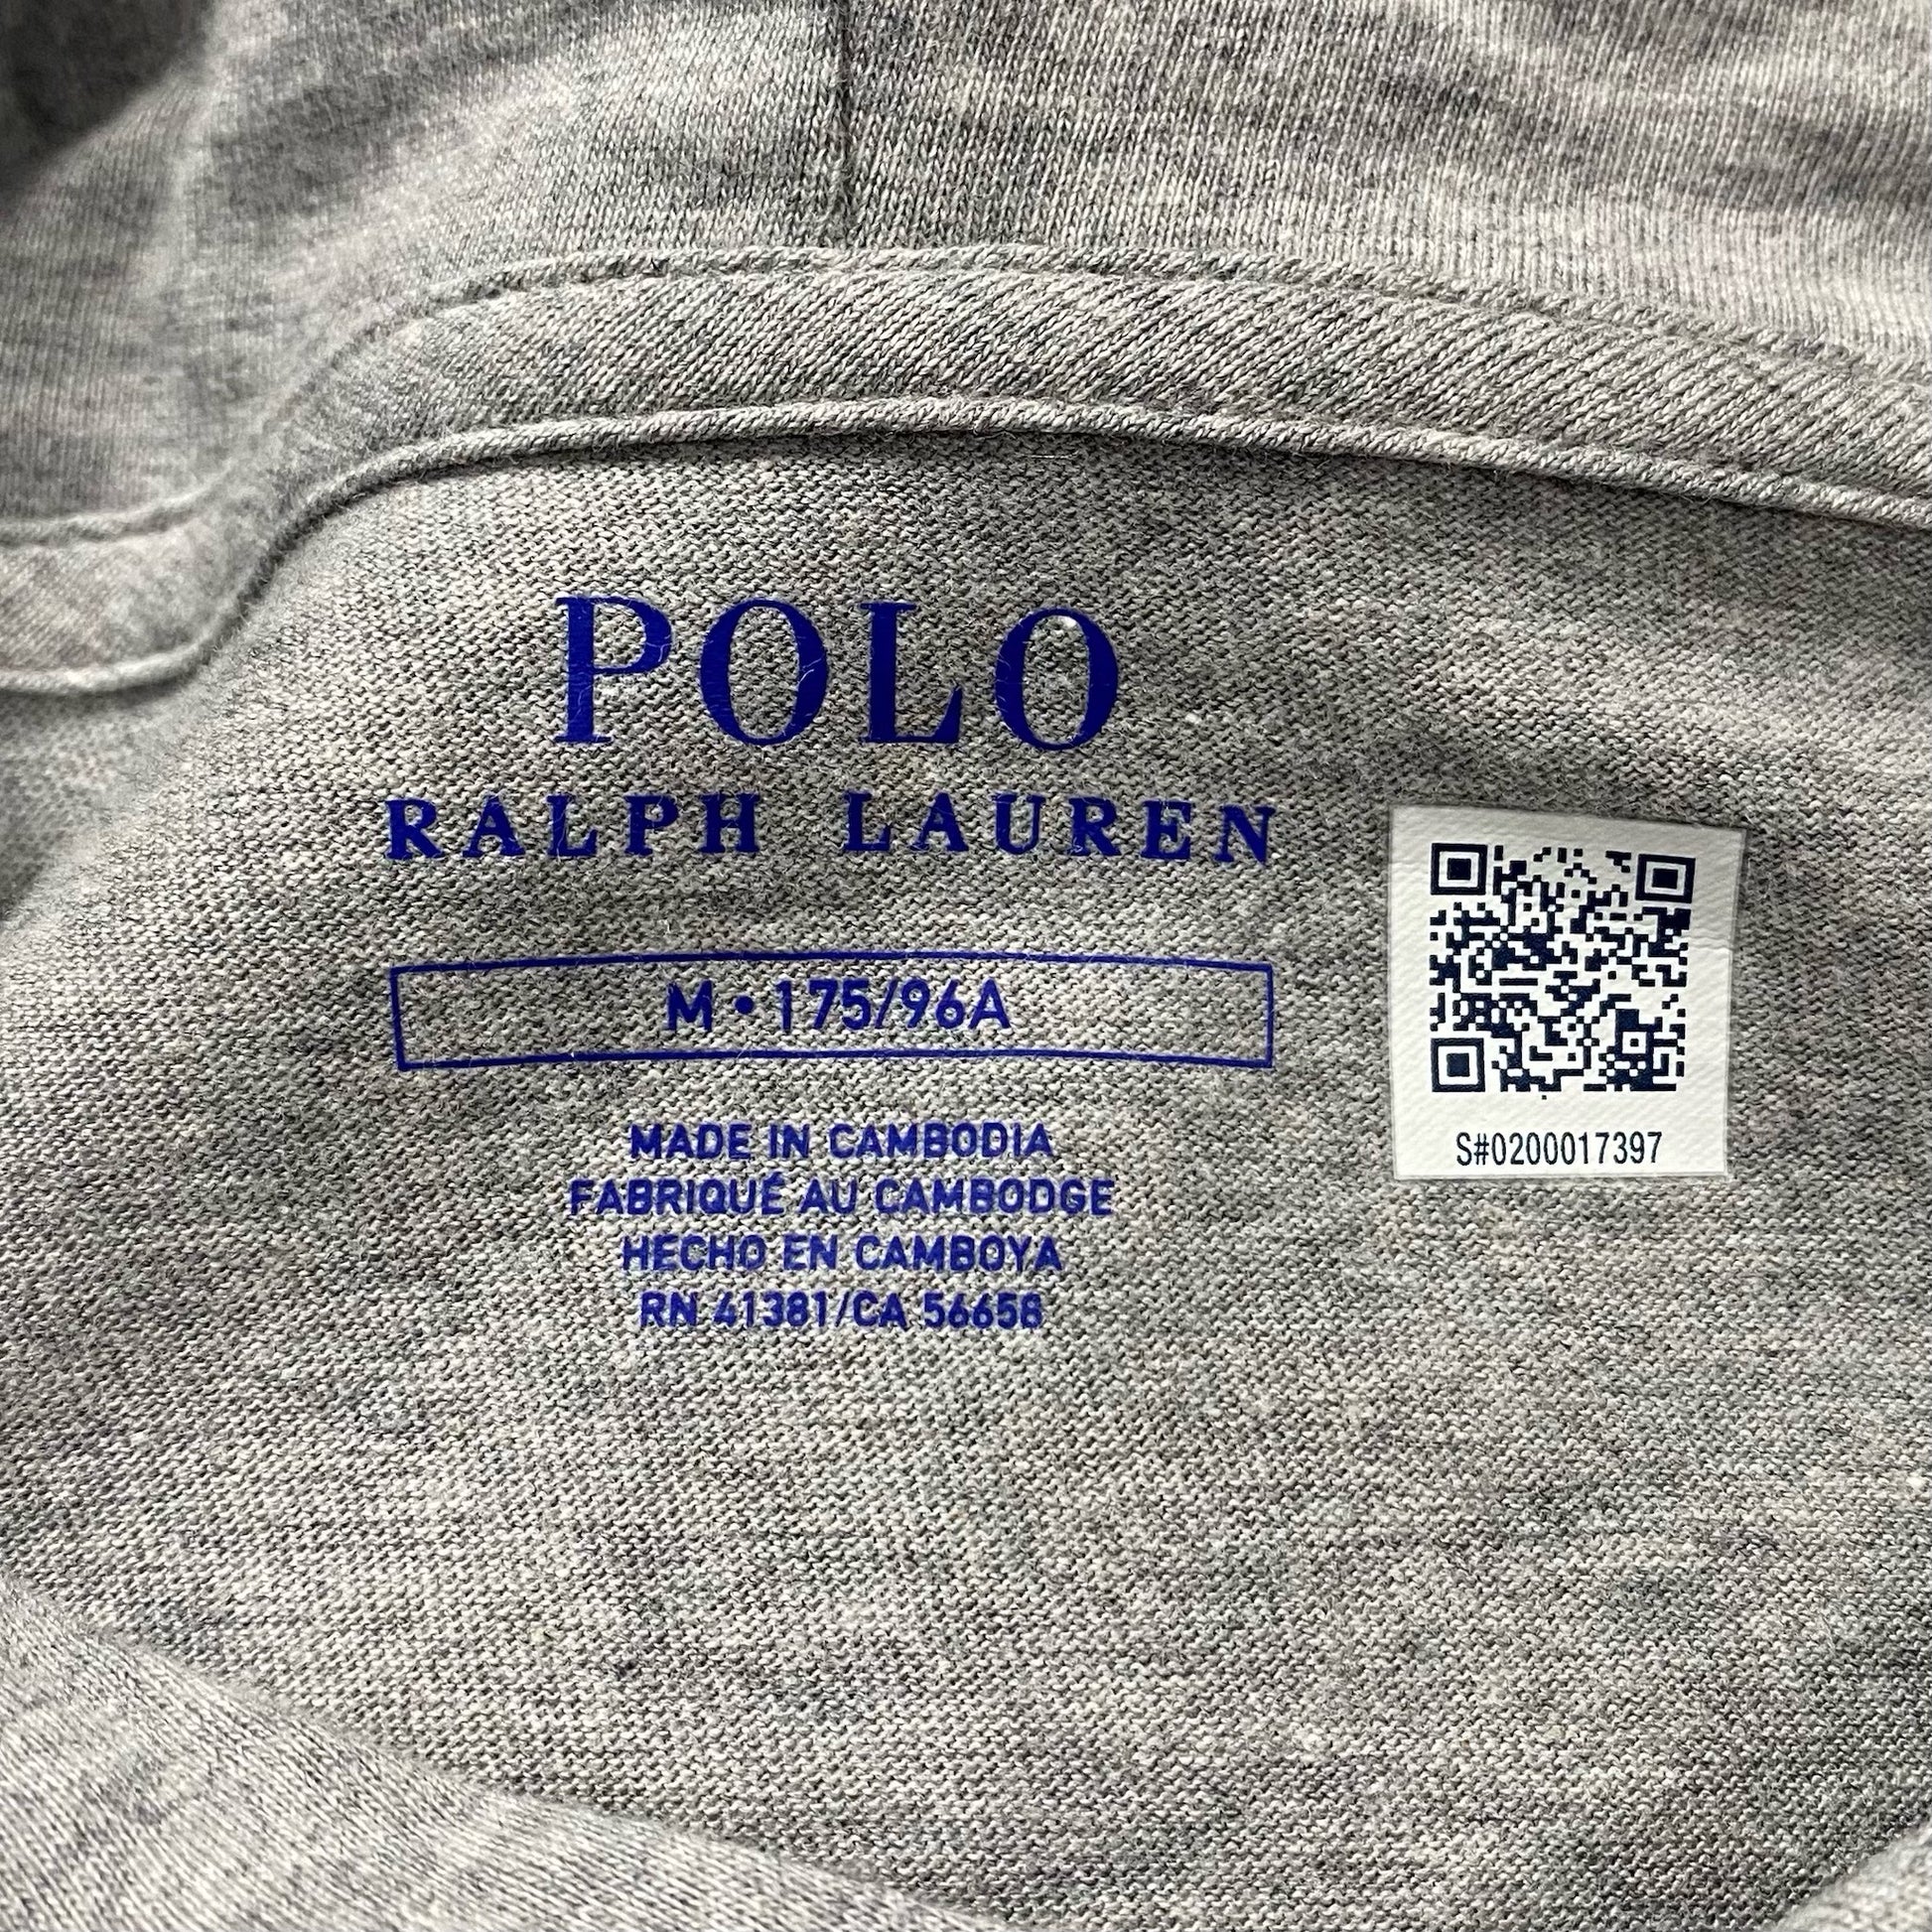 POLO
RALPH LAUREN
M • 175/96A
MADE IN CAMBODIA
FABRIQUÉ AU CAMBODGE
HECHO EN CAMBOYA
RN 41381/CA 56658
S#0200017397